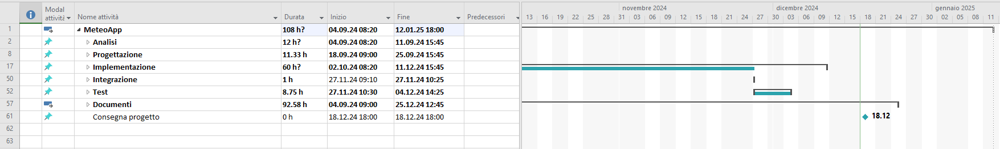 Modal attività Nome attività Durata Inizio Fine Predecessori
novembre 2024 dicembre 2024 gennaio 2025
13 16 19 22 25 28 31 03 06 09 12 15 18 21 24 27 30 03 06 09 12 15 18 21 24 27 30 02 05 08 11
1 MeteoApp 108 h? 04.09.24 08:20 12.01.25 18:00
2 Analisi 12 h? 04.09.24 08:20 11.09.24 15:45
8 Progettazione 11.33 h 18.09.24 09:00 25.09.24 15:45
17 Implementazione 60 h? 02.10.24 08:20 11.12.24 15:45
50 Integrazione 1 h 27.11.24 09:10 27.11.24 10:25
52 Test 8.75 h 27.11.24 10:30 04.12.24 14:25
57 Documenti 92.58 h 04.09.24 09:00 25.12.24 12:45
61 Consegna progetto 0 h 18.12.24 18:00 18.12.24 18:00 18.12
62
63